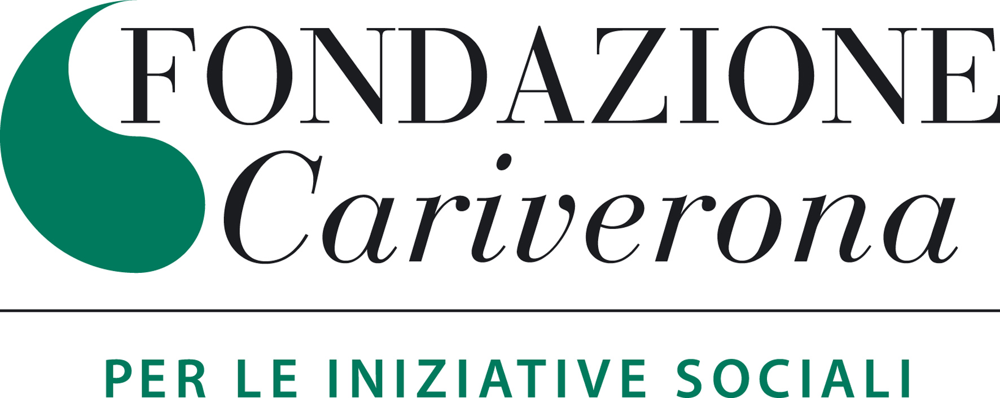 FONDAZIONE
Cariverona
PER LE INIZIATIVE SOCIALI